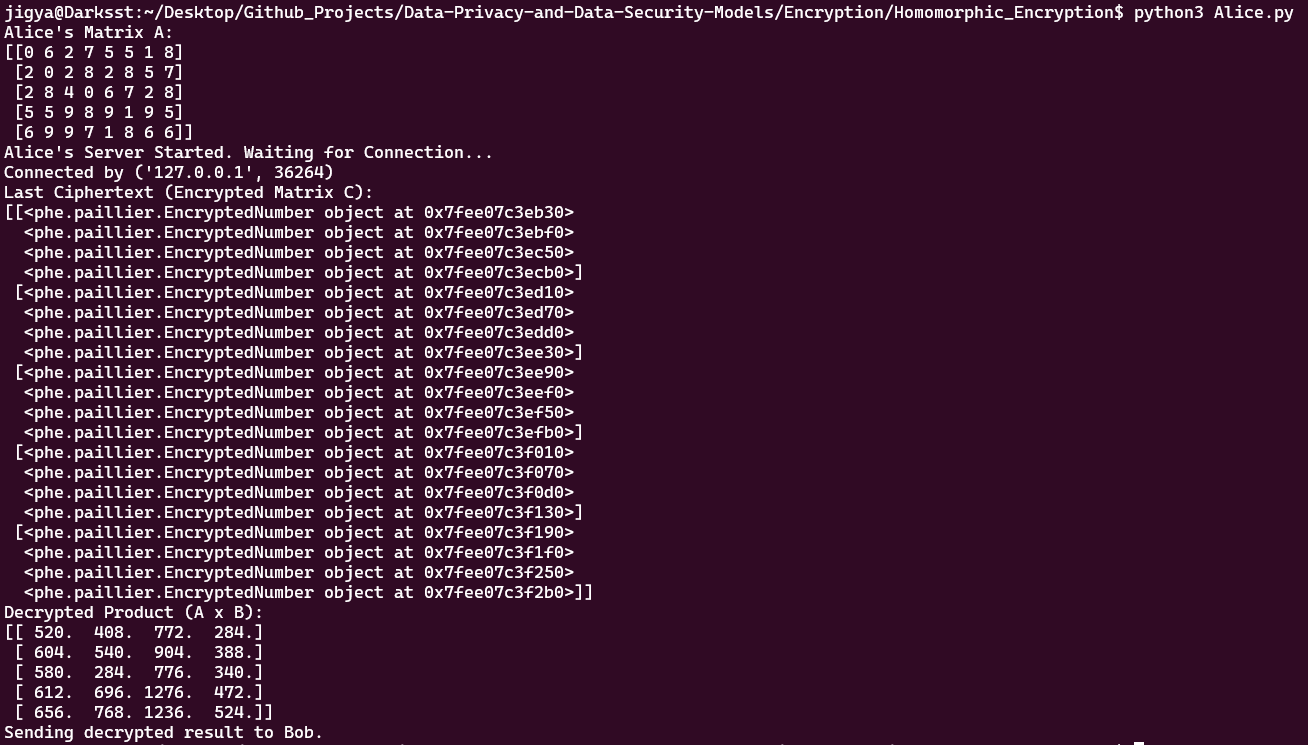 jigya@Darksst:~/Desktop/Github_Projects/Data-Privacy-and-Data-Security-Models/Encryption/Homomorphic_Encryption$ python3 Alice.py
Alice's Matrix A:
[[0 6 2 7 5 5 1 8]
 [2 0 2 8 2 8 5 7]
 [2 8 4 0 6 7 2 8]
 [5 5 9 8 9 1 9 5]
 [6 9 9 7 1 8 6 6]]
Alice's Server Started. Waiting for Connection...
Connected by ('127.0.0.1', 36264)
Last Ciphertext (Encrypted Matrix C):
[[<phe.paillier.EncryptedNumber object at 0x7fee07c3eb30>
  <phe.paillier.EncryptedNumber object at 0x7fee07c3ebf0>
  <phe.paillier.EncryptedNumber object at 0x7fee07c3ec50>
  <phe.paillier.EncryptedNumber object at 0x7fee07c3ecb0>]
 [<phe.paillier.EncryptedNumber object at 0x7fee07c3ed10>
  <phe.paillier.EncryptedNumber object at 0x7fee07c3ed70>
  <phe.paillier.EncryptedNumber object at 0x7fee07c3edd0>
  <phe.paillier.EncryptedNumber object at 0x7fee07c3ee30>]
 [<phe.paillier.EncryptedNumber object at 0x7fee07c3ee90>
  <phe.paillier.EncryptedNumber object at 0x7fee07c3eef0>
  <phe.paillier.EncryptedNumber object at 0x7fee07c3ef50>
  <phe.paillier.EncryptedNumber object at 0x7fee07c3efb0>]
 [<phe.paillier.EncryptedNumber object at 0x7fee07c3f010>
  <phe.paillier.EncryptedNumber object at 0x7fee07c3f070>
  <phe.paillier.EncryptedNumber object at 0x7fee07c3f0d0>
  <phe.paillier.EncryptedNumber object at 0x7fee07c3f130>]
 [<phe.paillier.EncryptedNumber object at 0x7fee07c3f190>
  <phe.paillier.EncryptedNumber object at 0x7fee07c3f1f0>
  <phe.paillier.EncryptedNumber object at 0x7fee07c3f250>
  <phe.paillier.EncryptedNumber object at 0x7fee07c3f2b0>]]
Decrypted Product (A x B):
[[ 520.  408.  772.  284.]
 [ 604.  540.  904.  388.]
 [ 580.  284.  776.  340.]
 [ 612.  696. 1276.  472.]
 [ 656.  768. 1236.  524.]]
Sending decrypted result to Bob.